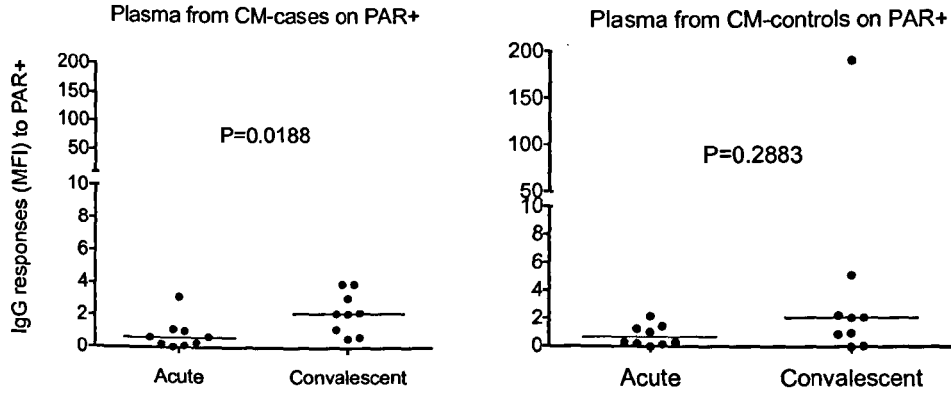 Plasma from CM-cases on PAR+
Plasma from CM-controls on PAR+
IgG responses (MFI) to PAR+
200
150
100
50
10
8
6
4
2
0
P=0.0188
Acute
Convalescent
200
150
100
50
10
8
6
4
2
0
P=0.2883
Acute
Convalescent